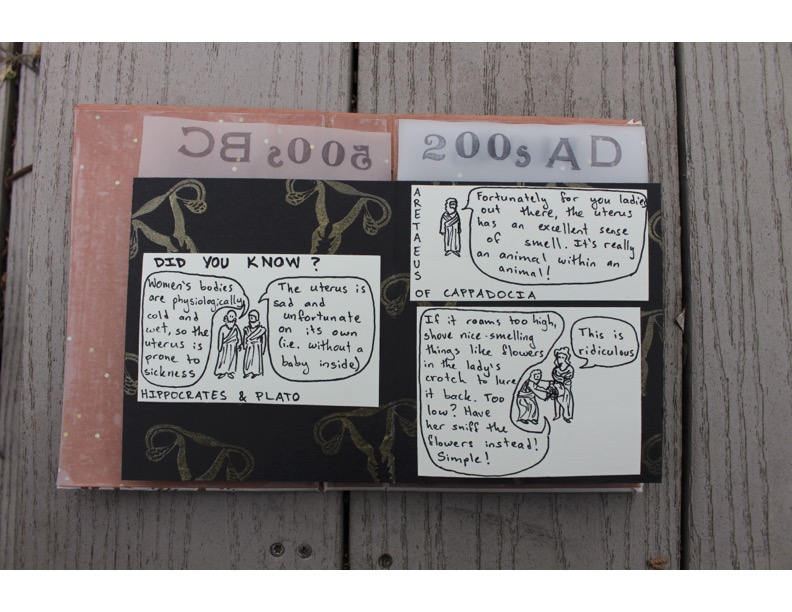 500s BC
200s AD
DID YOU KNOW?
Women's bodies
are physiologically
cold and
wet, so the
uterus is
prone to
sickness
The uterus is
sad and
unfortunate
on its own
(i.e. without a
baby inside)
HIPPOCRATES & PLATO
ARETAEUS
Fortunately for you ladies
out there, the uterus
has an excellent sense
of smell. It's really
an animal within an
animal!
OF CAPPADOCIA
If it roams too high,
shove nice-smelling
things like flowers
in the lady's
crotch to lure
it back. Too
low? Have
her sniff the
flowers instead!
Simple!
This is
ridiculous